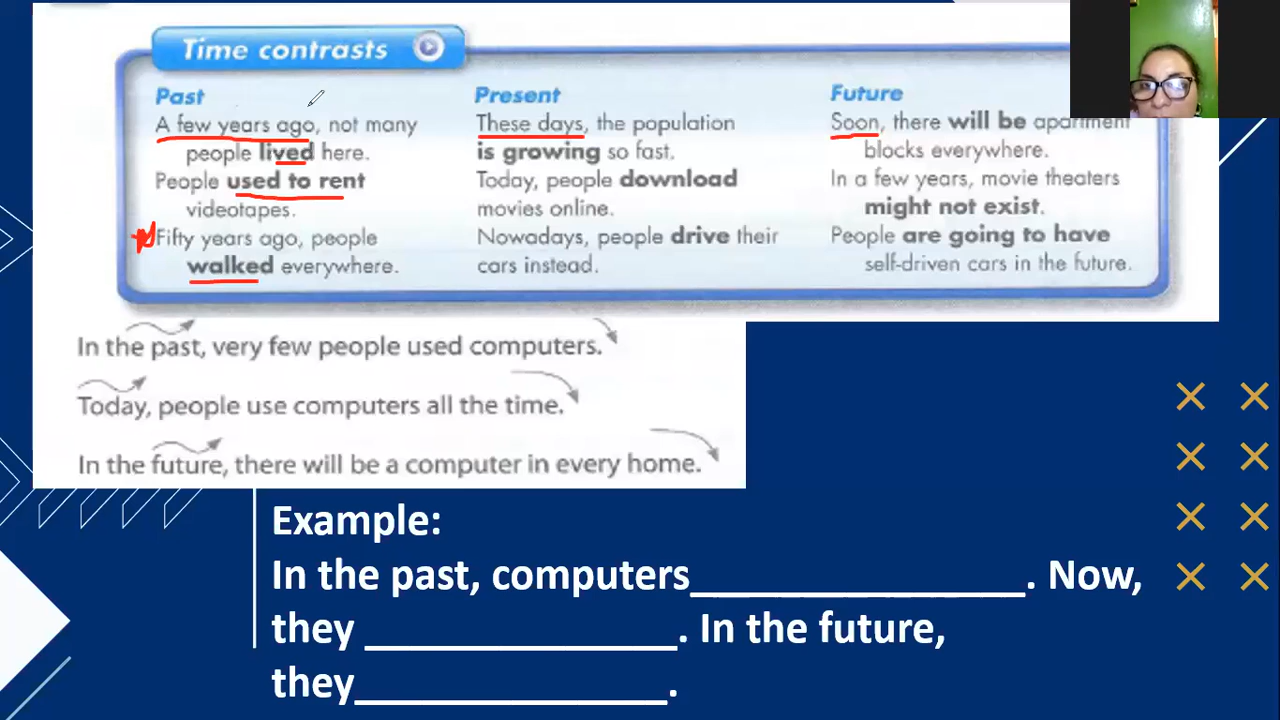 Time contrasts
Past
A few years ago, not many
people lived here.
People used to rent
videotapes.
Fifty years ago, people
walked everywhere.
Present
These days, the population
is growing so fast.
Today, people download
movies online.
Nowadays, people drive their
cars instead.
Future
Soon, there will be apartment
blocks everywhere.
In a few years, movie theaters
might not exist.
People are going to have
self-driven cars in the future.
In the past, very few people used computers.
Today, people use computers all the time.
In the future, there will be a computer in every home.
Example:
In the past, computers______________. Now,
they ______________. In the future,
they______________.